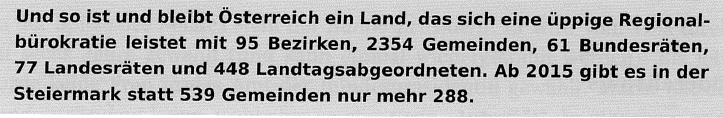 Und so ist und bleibt Österreich ein Land, das sich eine üppige Regional-
bürokratie leistet mit 95 Bezirken, 2354 Gemeinden, 61 Bundesräten,
77 Landesräten und 448 Landtagsabgeordneten. Ab 2015 gibt es in der
Steiermark statt 539 Gemeinden nur mehr 288.